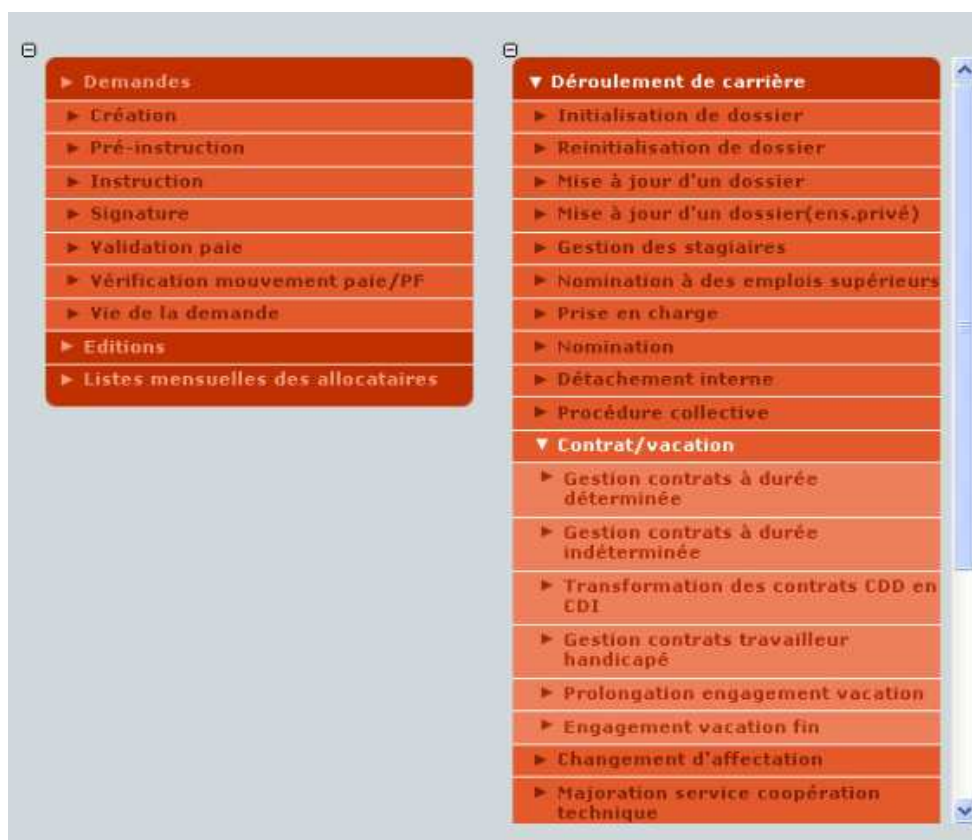 Demandes
Création
Pré-instruction
Instruction
Signature
Validation paie
Vérification mouvement paie/PF
Vie de la demande
Editions
Listes mensuelles des allocataires
Déroulement de carrière
Initialisation de dossier
Reinitialisation de dossier
Mise à jour d'un dossier
Mise à jour d'un dossier(ens.privé)
Gestion des stagiaires
Nomination à des emplois supérieurs
Prise en charge
Nomination
Détachement interne
Procédure collective
Contrat/vacation
Gestion contrats à durée
déterminée
Gestion contrats à durée
indéterminée
Transformation des contrats CDD en
CDI
Gestion contrats travailleur
handicapé
Prolongation engagement vacation
Engagement vacation fin
Changement d'affectation
Majoration service coopération
technique